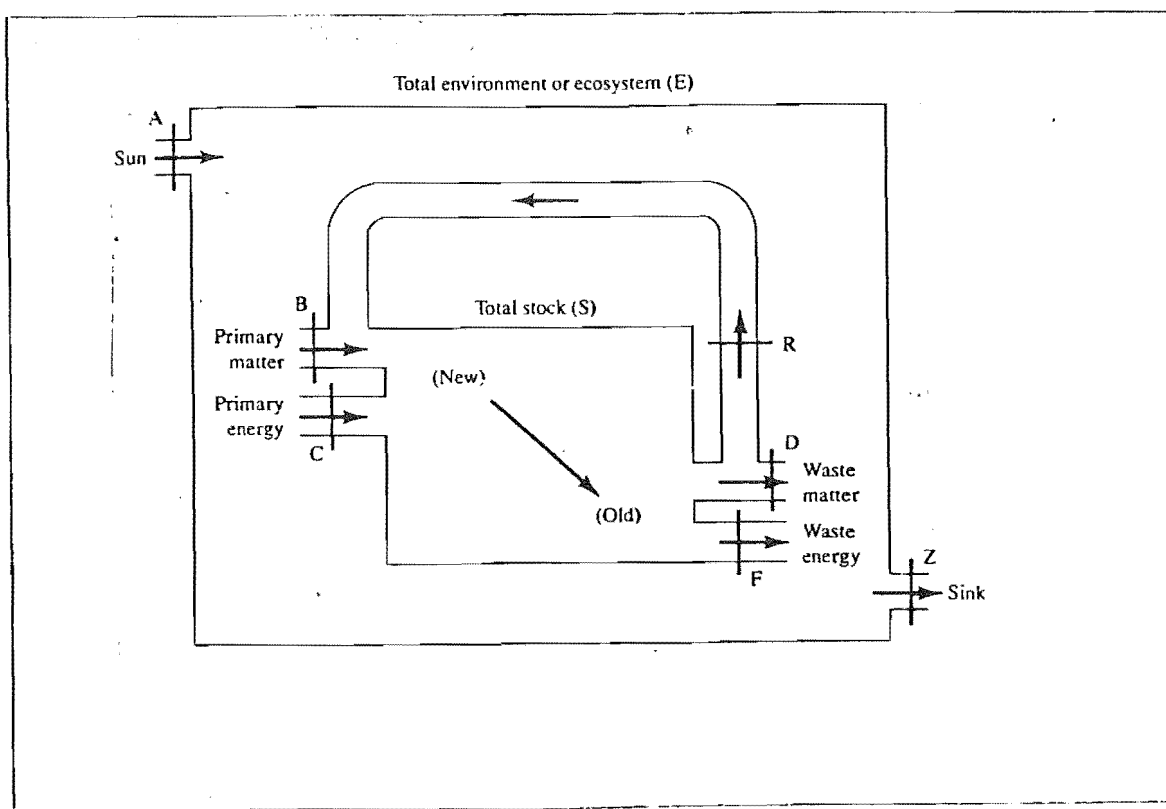 Total environment or ecosystem (E)
A
Sun
B
Total stock (S)
Primary
matter
R
(New)
Primary
energy
C
D
Waste
matter
(Old)
Waste
energy
F
Z
Sink